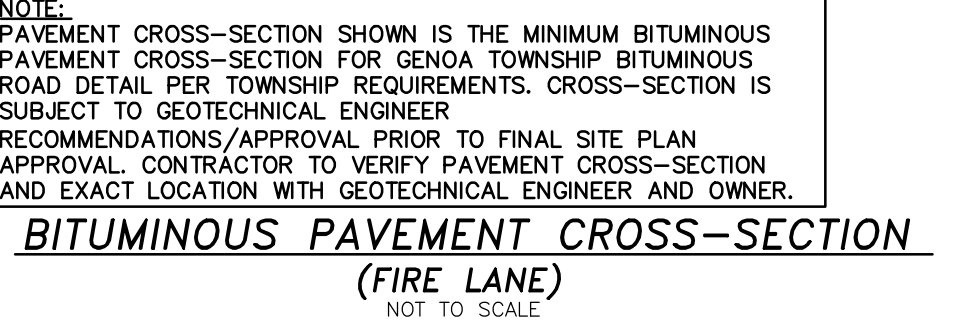 NOTE:
PAVEMENT CROSS-SECTION SHOWN IS THE MINIMUM BITUMINOUS
PAVEMENT CROSS-SECTION FOR GENOA TOWNSHIP BITUMINOUS
ROAD DETAIL PER TOWNSHIP REQUIREMENTS. CROSS-SECTION IS
SUBJECT TO GEOTECHNICAL ENGINEER
RECOMMENDATIONS/APPROVAL PRIOR TO FINAL SITE PLAN
APPROVAL. CONTRACTOR TO VERIFY PAVEMENT CROSS-SECTION
AND EXACT LOCATION WITH GEOTECHNICAL ENGINEER AND OWNER.
BITUMINOUS PAVEMENT CROSS-SECTION
(FIRE LANE)
NOT TO SCALE